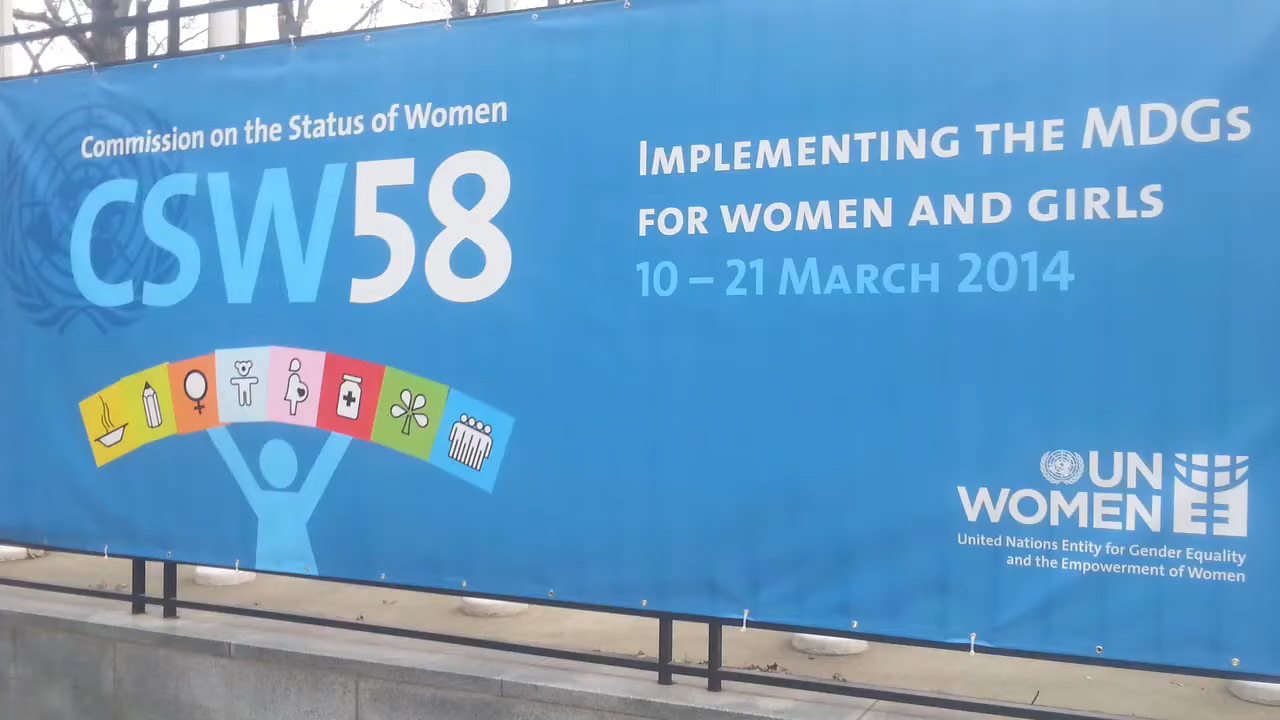 Commission on the Status of Women
CSW58
IMPLEMENTING THE MDGs
FOR WOMEN AND GIRLS
10 – 21 MARCH 2014
UN
WOMEN
United Nations Entity for Gender Equality
and the Empowerment of Women